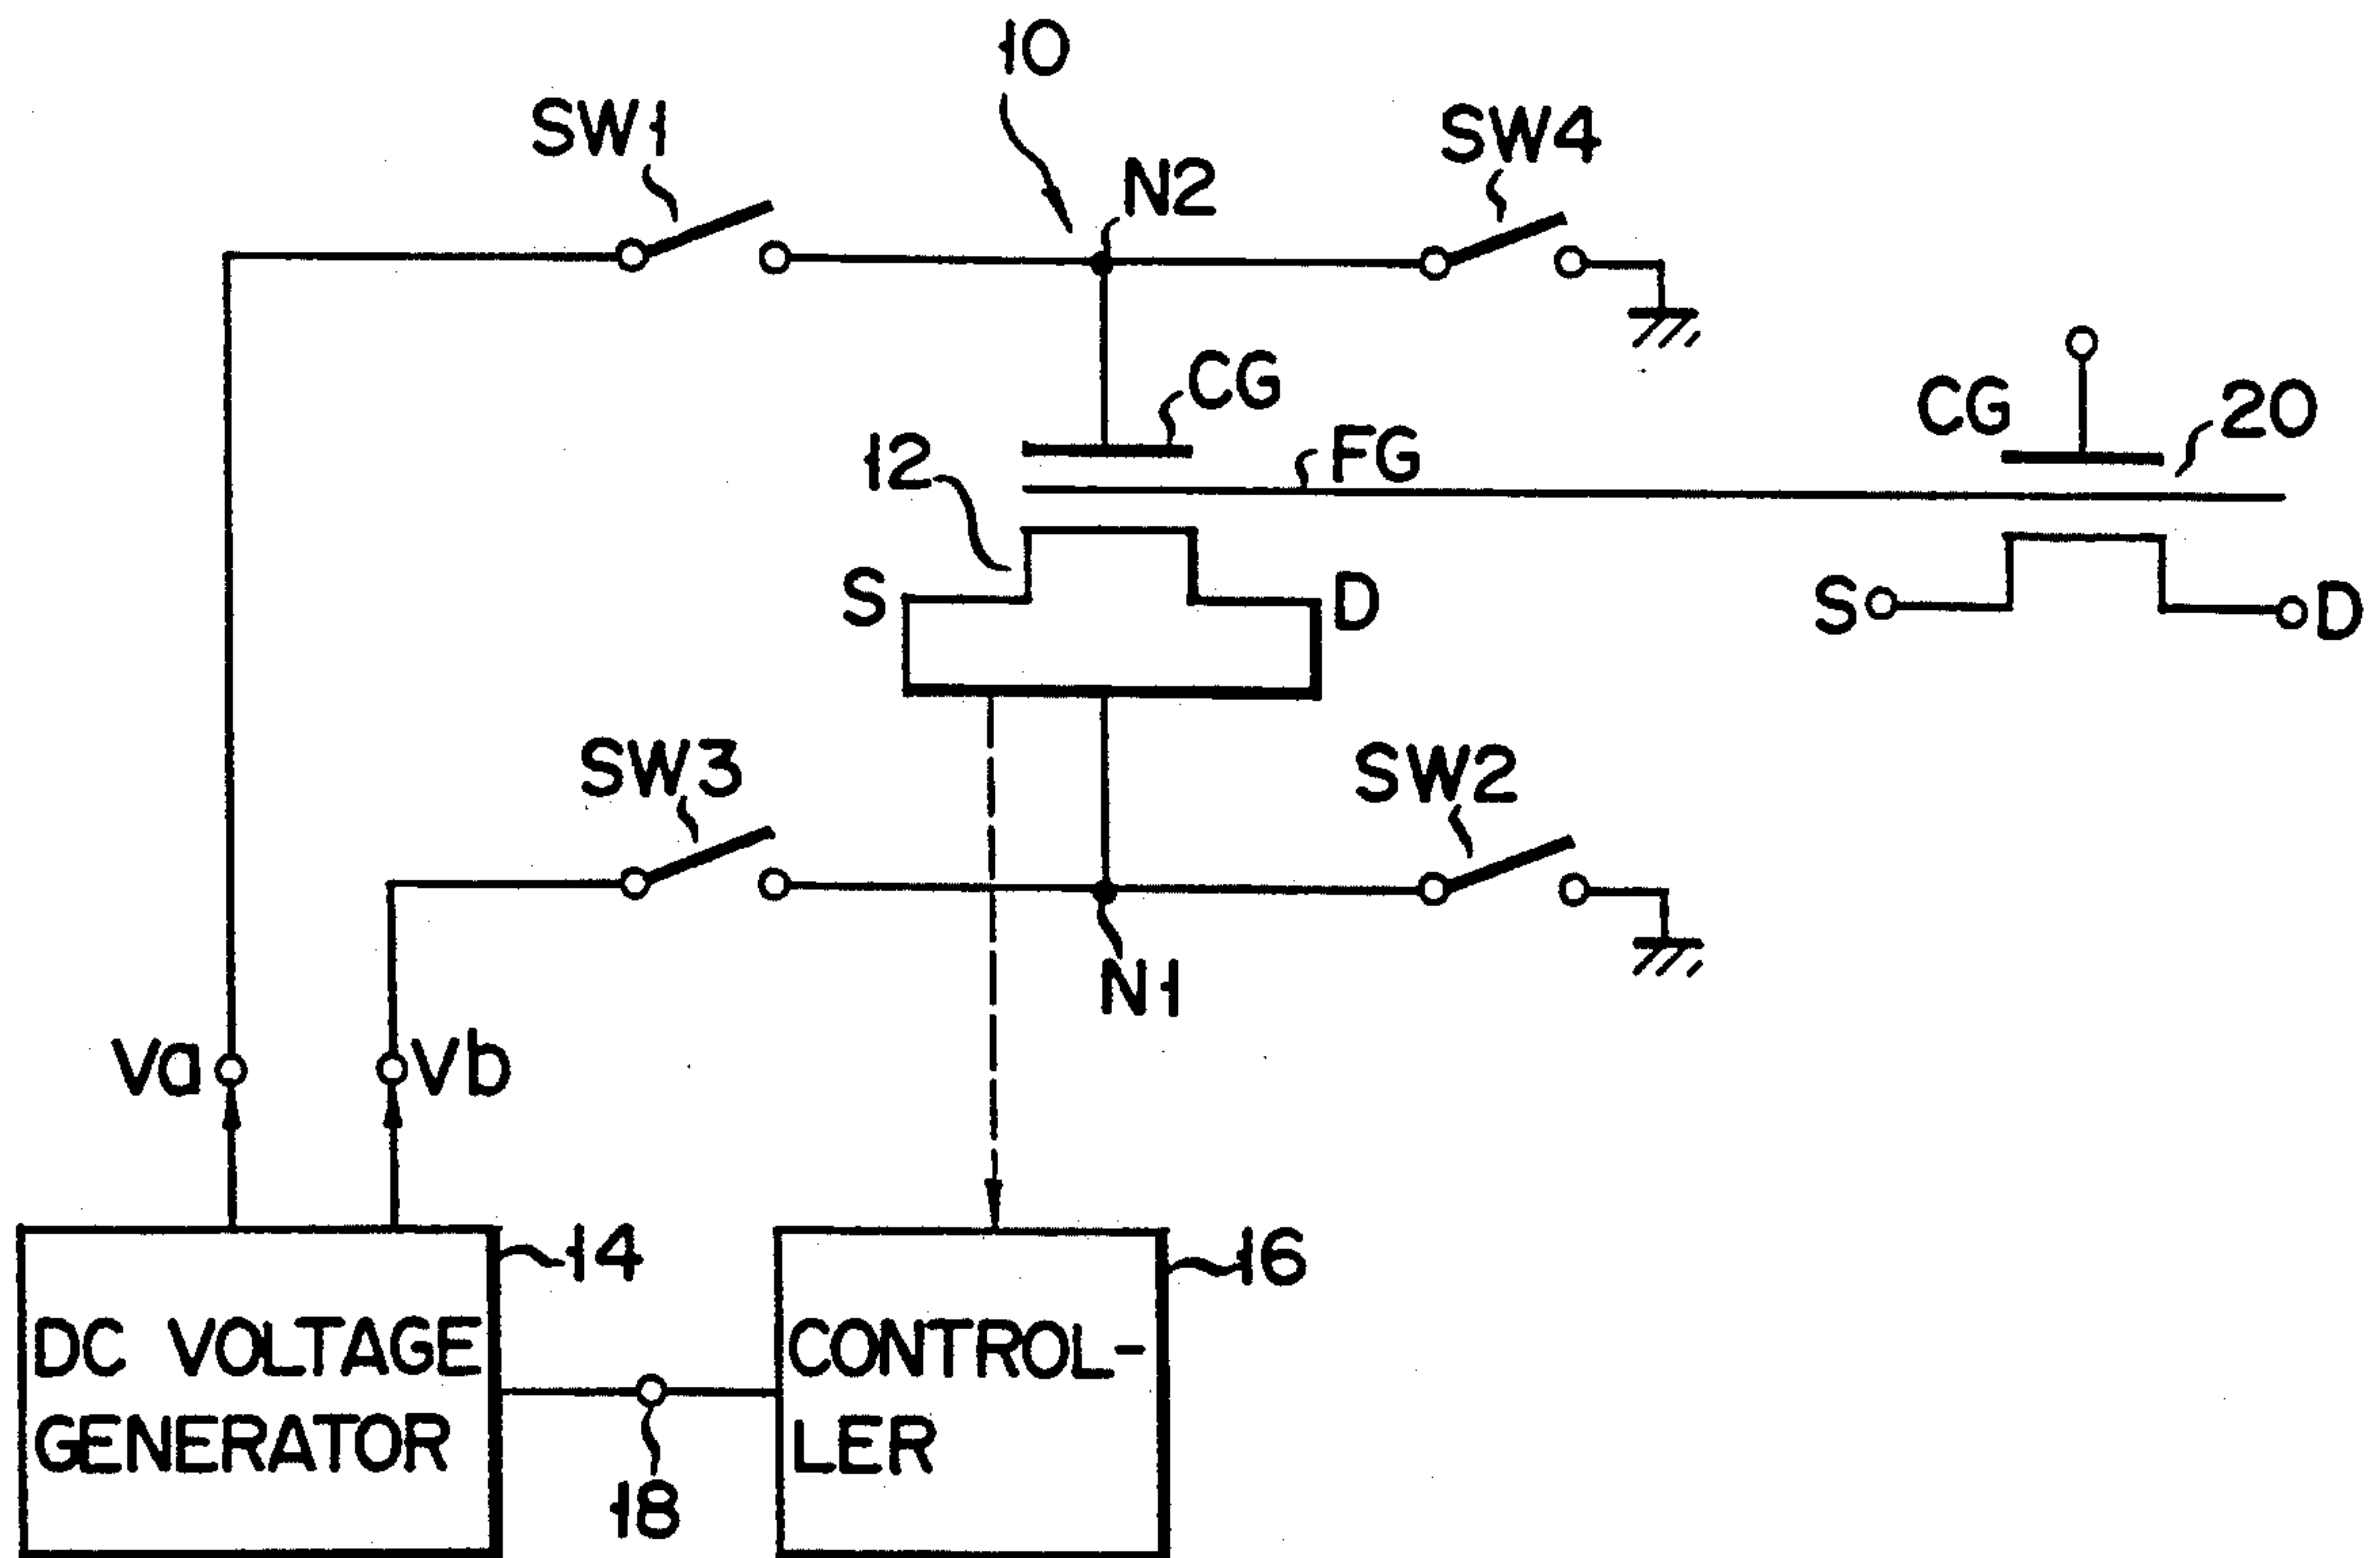 10
SW1
SW4
N2
CG
CG
20
12
FG
S
D
S
D
SW3
SW2
N1
Va
Vb
14
16
DC VOLTAGE
GENERATOR
CONTROL-
LER
18